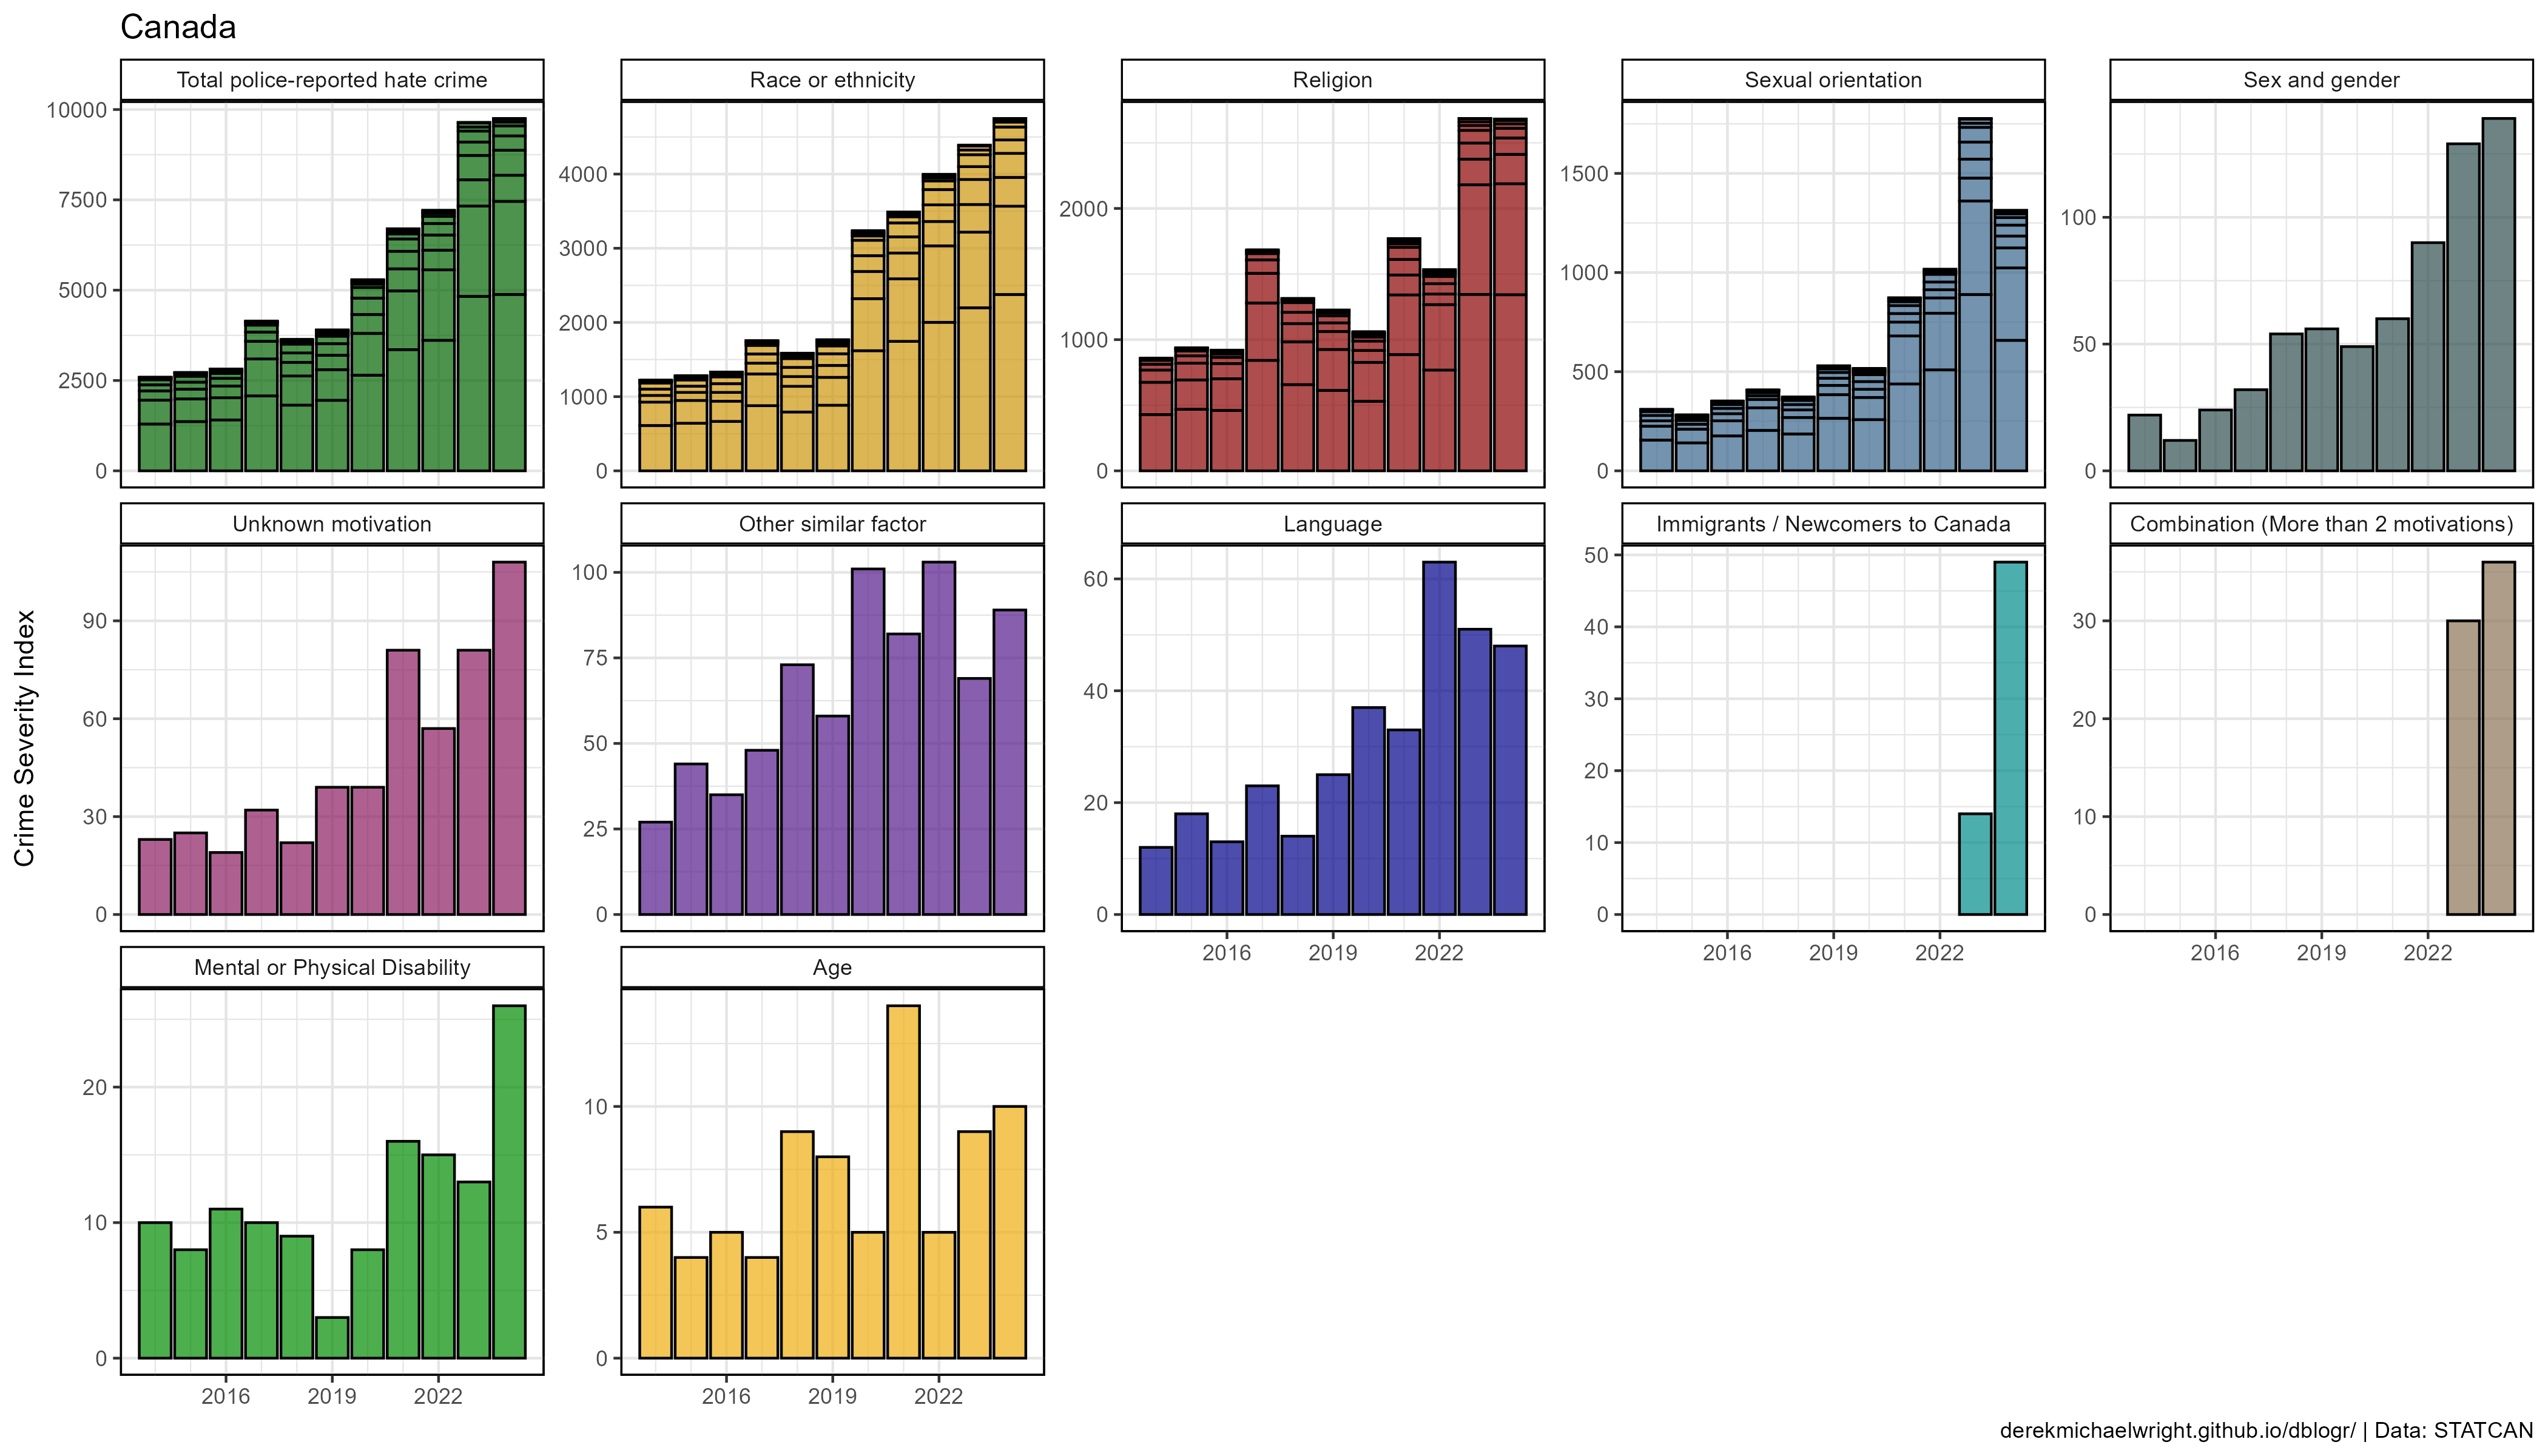 Canada
Total police-reported hate crime
Race or ethnicity
Religion
Sexual orientation
Sex and gender
10000
7500
5000
2500
0
4000
3000
2000
1000
0
2000
1000
0
1500
1000
500
0
100
50
0
Crime Severity Index
Unknown motivation
Other similar factor
Language
Immigrants / Newcomers to Canada
Combination (More than 2 motivations)
90
60
30
0
100
75
50
25
0
60
40
20
0
50
40
30
20
10
0
30
20
10
0
2016 2019 2022
2016 2019 2022
2016 2019 2022
Mental or Physical Disability
Age
20
10
0
10
5
0
2016 2019 2022
2016 2019 2022
derekmichaelwright.github.io/dblogr/ | Data: STATCAN